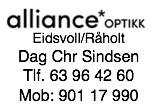 alliance* OPTIKK
Eidsvoll/Råholt
Dag Chr Sindsen
Tlf. 63 96 42 60
Mob: 901 17 990